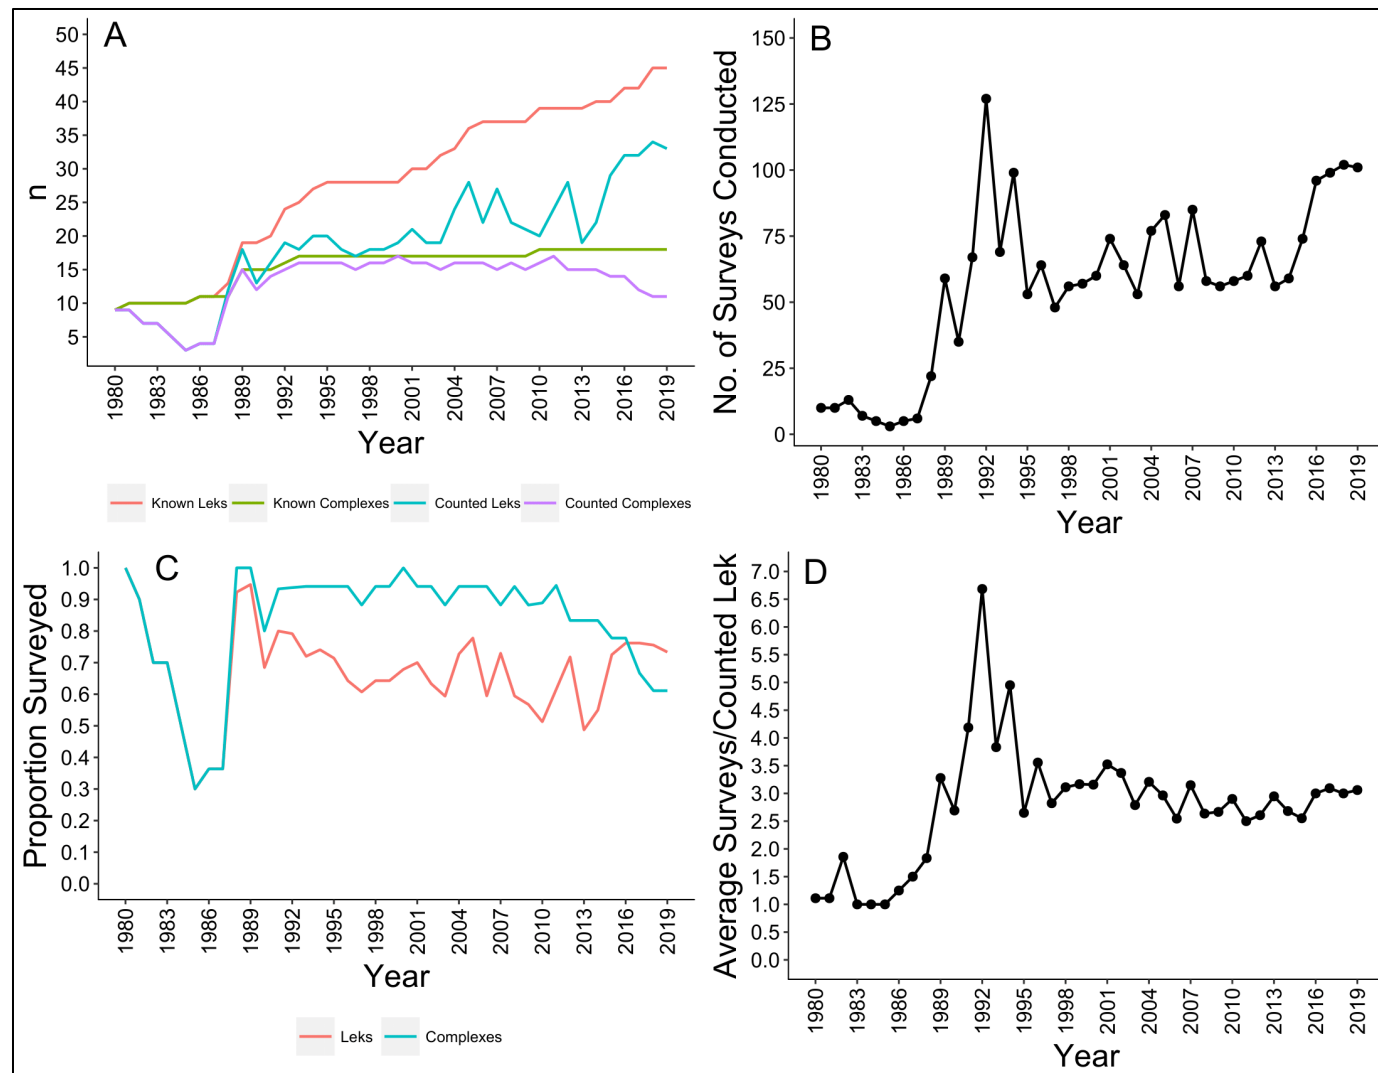 A
n
50
45
40
35
30
25
20
15
10
5
1980 1983 1986 1989 1992 1995 1998 2001 2004 2007 2010 2013 2016 2019
Year
Known Leks Known Complexes Counted Leks Counted Complexes
B
No. of Surveys Conducted
150
125
100
75
50
25
0
1980 1983 1986 1989 1992 1995 1998 2001 2004 2007 2010 2013 2016 2019
Year
C
Proportion Surveyed
1.0
0.9
0.8
0.7
0.6
0.5
0.4
0.3
0.2
0.1
0.0
1980 1983 1986 1989 1992 1995 1998 2001 2004 2007 2010 2013 2016 2019
Year
Leks Complexes
D
Average Surveys/Counted Lek
7.0
6.5
6.0
5.5
5.0
4.5
4.0
3.5
3.0
2.5
2.0
1.5
1.0
0.5
0.0
1980 1983 1986 1989 1992 1995 1998 2001 2004 2007 2010 2013 2016 2019
Year